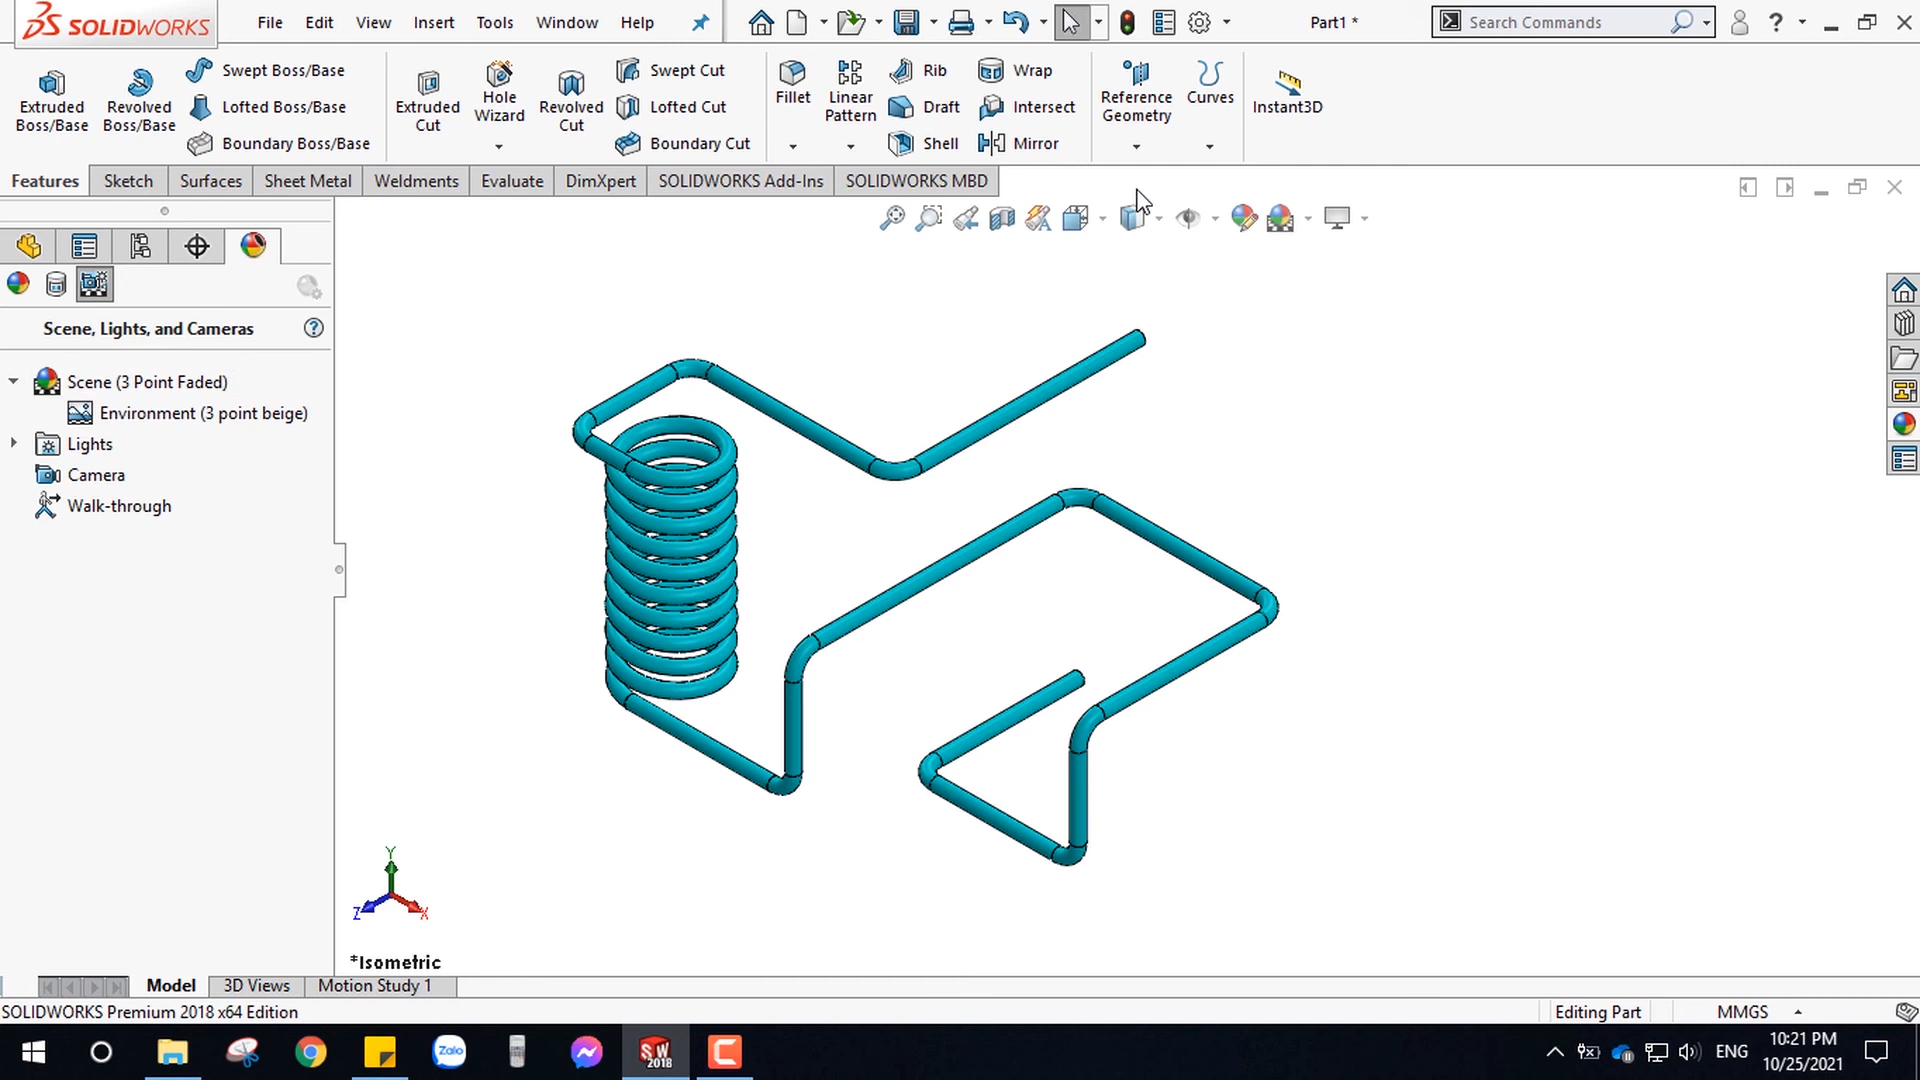 SOLIDWORKS File Edit View Insert Tools Window Help Part1 * Search Commands
Extruded Boss/Base
Revolved Boss/Base
Swept Boss/Base
Lofted Boss/Base
Boundary Boss/Base
Extruded Cut
Hole Wizard
Revolved Cut
Swept Cut
Lofted Cut
Boundary Cut
Fillet
Linear Pattern
Rib
Draft
Shell
Wrap
Intersect
Mirror
Reference Geometry
Curves
Instant3D
Features Sketch Surfaces Sheet Metal Weldments Evaluate DimXpert SOLIDWORKS Add-Ins SOLIDWORKS MBD
Scene, Lights, and Cameras
Scene (3 Point Faded)
Environment (3 point beige)
Lights
Camera
Walk-through
Y
Z X
*Isometric
Model 3D Views Motion Study 1
SOLIDWORKS Premium 2018 x64 Edition Editing Part MMGS
Zalo
SW
2018
ENG
10:21 PM
10/25/2021